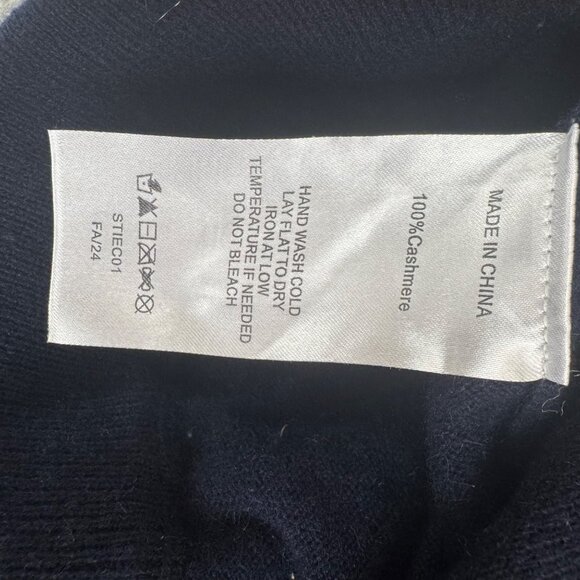 MADE IN CHINA
100%Cashmere
HAND WASH COLD
LAY FLAT TO DRY
IRON AT LOW
TEMPERATURE IF NEEDED
DO NOT BLEACH
STIEC01
FA/24